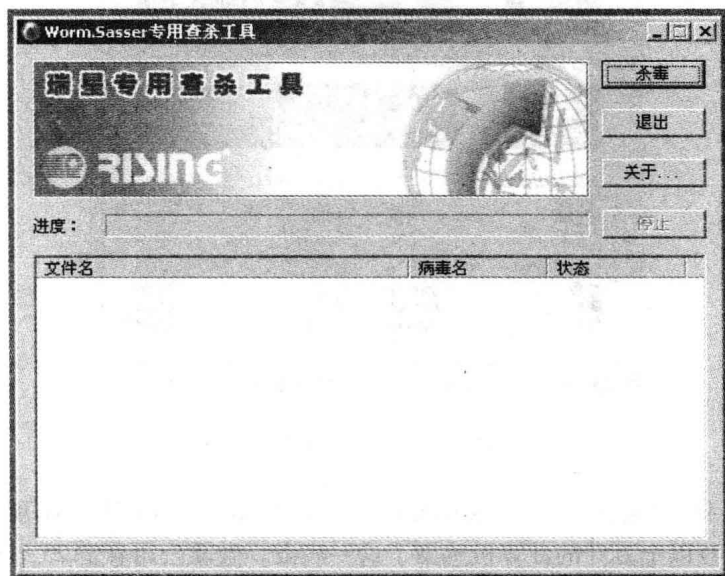 Worm.Sasser专用查杀工具
瑞星专用查杀工具
RISING
杀毒
退出
关于...
进度：
停止
文件名 病毒名 状态